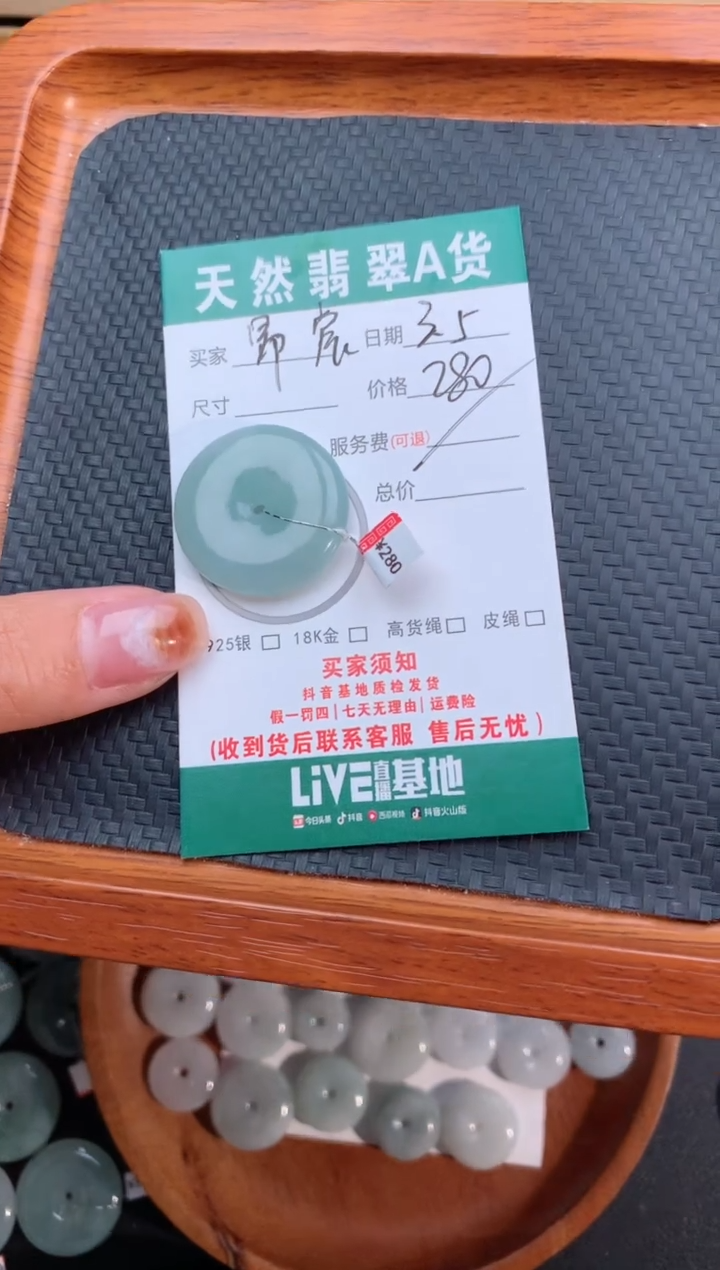 天然翡翠A货
买家 日期 3.5
尺寸 价格 280
服务费(可退)
总价
¥280
925银 □ 18K金 □ 高货绳 □ 皮绳 □
买家须知
抖音基地质检发货
假一罚四|七天无理由|运费险
(收到货后联系客服 售后无忧)
LiVE直播基地
今日头条 抖音 西瓜视频 抖音火山版